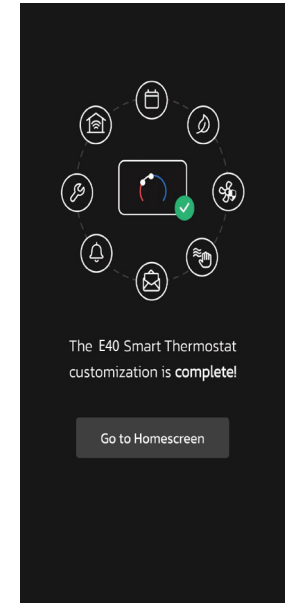 The E40 Smart Thermostat
customization is complete!
Go to Homescreen